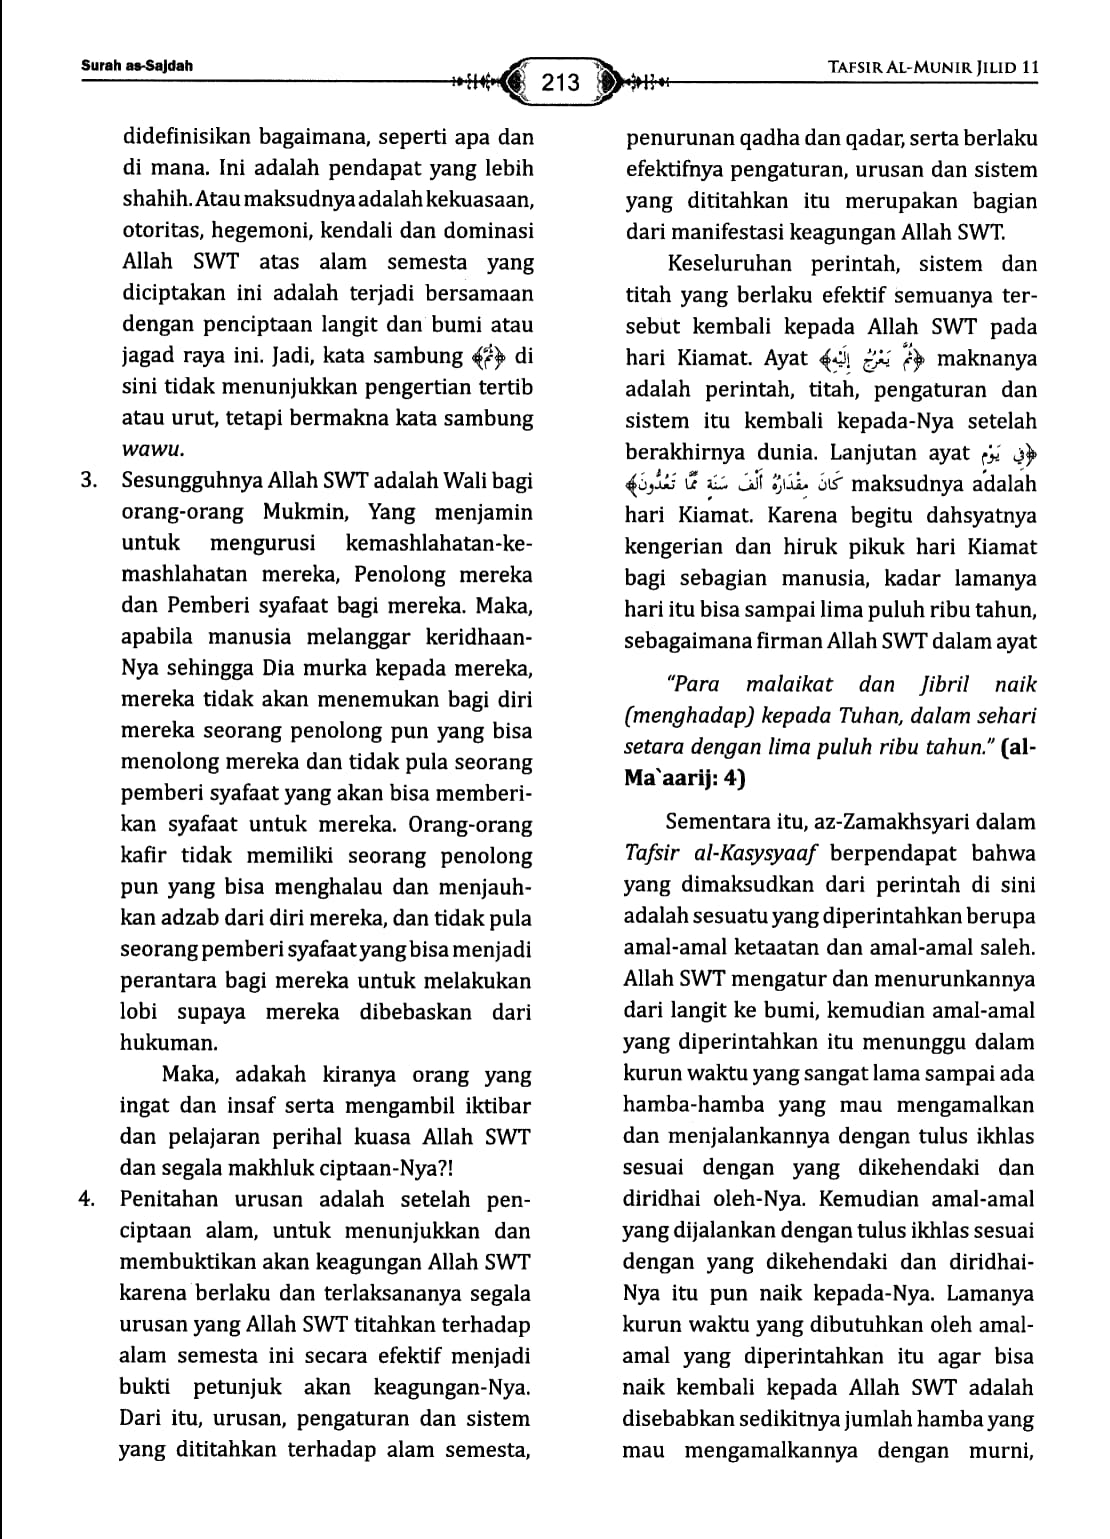 Surah as-Sajdah
213
TAFSIR AL-MUNIR JILID 11
didefinisikan bagaimana, seperti apa dan
di mana. Ini adalah pendapat yang lebih
shahih. Atau maksudnya adalah kekuasaan,
otoritas, hegemoni, kendali dan dominasi
Allah SWT atas alam semesta yang
diciptakan ini adalah terjadi bersamaan
dengan penciptaan langit dan bumi atau
jagad raya ini. Jadi, kata sambung ﴿ثُمَّ﴾ di
sini tidak menunjukkan pengertian tertib
atau urut, tetapi bermakna kata sambung
wawu.
3. Sesungguhnya Allah SWT adalah Wali bagi
orang-orang Mukmin, Yang menjamin
untuk mengurusi kemashlahatan-ke-
mashlahatan mereka, Penolong mereka
dan Pemberi syafaat bagi mereka. Maka,
apabila manusia melanggar keridhaan-
Nya sehingga Dia murka kepada mereka,
mereka tidak akan menemukan bagi diri
mereka seorang penolong pun yang bisa
menolong mereka dan tidak pula seorang
pemberi syafaat yang akan bisa memberi-
kan syafaat untuk mereka. Orang-orang
kafir tidak memiliki seorang penolong
pun yang bisa menghalau dan menjauh-
kan adzab dari diri mereka, dan tidak pula
seorang pemberi syafaat yang bisa menjadi
perantara bagi mereka untuk melakukan
lobi supaya mereka dibebaskan dari
hukuman.
Maka, adakah kiranya orang yang
ingat dan insaf serta mengambil iktibar
dan pelajaran perihal kuasa Allah SWT
dan segala makhluk ciptaan-Nya?!
4. Penitahan urusan adalah setelah pen-
ciptaan alam, untuk menunjukkan dan
membuktikan akan keagungan Allah SWT
karena berlaku dan terlaksananya segala
urusan yang Allah SWT titahkan terhadap
alam semesta ini secara efektif menjadi
bukti petunjuk akan keagungan-Nya.
Dari itu, urusan, pengaturan dan sistem
yang dititahkan terhadap alam semesta,
penurunan qadha dan qadar, serta berlaku
efektifnya pengaturan, urusan dan sistem
yang dititahkan itu merupakan bagian
dari manifestasi keagungan Allah SWT.
Keseluruhan perintah, sistem dan
titah yang berlaku efektif semuanya ter-
sebut kembali kepada Allah SWT pada
hari Kiamat. Ayat ﴿ثُمَّ يَعْرُجُ إِلَيْهِ﴾ maknanya
adalah perintah, titah, pengaturan dan
sistem itu kembali kepada-Nya setelah
berakhirnya dunia. Lanjutan ayat ﴿فِي يَوْمٍ
كَانَ مِقْدَارُهُ أَلْفَ سَنَةٍ مِّمَّا تَعُدُّونَ﴾ maksudnya adalah
hari Kiamat. Karena begitu dahsyatnya
kengerian dan hiruk pikuk hari Kiamat
bagi sebagian manusia, kadar lamanya
hari itu bisa sampai lima puluh ribu tahun,
sebagaimana firman Allah SWT dalam ayat
"Para malaikat dan Jibril naik
(menghadap) kepada Tuhan, dalam sehari
setara dengan lima puluh ribu tahun." (al-
Ma`aarij: 4)
Sementara itu, az-Zamakhsyari dalam
Tafsir al-Kasysyaaf berpendapat bahwa
yang dimaksudkan dari perintah di sini
adalah sesuatu yang diperintahkan berupa
amal-amal ketaatan dan amal-amal saleh.
Allah SWT mengatur dan menurunkannya
dari langit ke bumi, kemudian amal-amal
yang diperintahkan itu menunggu dalam
kurun waktu yang sangat lama sampai ada
hamba-hamba yang mau mengamalkan
dan menjalankannya dengan tulus ikhlas
sesuai dengan yang dikehendaki dan
diridhai oleh-Nya. Kemudian amal-amal
yang dijalankan dengan tulus ikhlas sesuai
dengan yang dikehendaki dan diridhai-
Nya itu pun naik kepada-Nya. Lamanya
kurun waktu yang dibutuhkan oleh amal-
amal yang diperintahkan itu agar bisa
naik kembali kepada Allah SWT adalah
disebabkan sedikitnya jumlah hamba yang
mau mengamalkannya dengan murni,